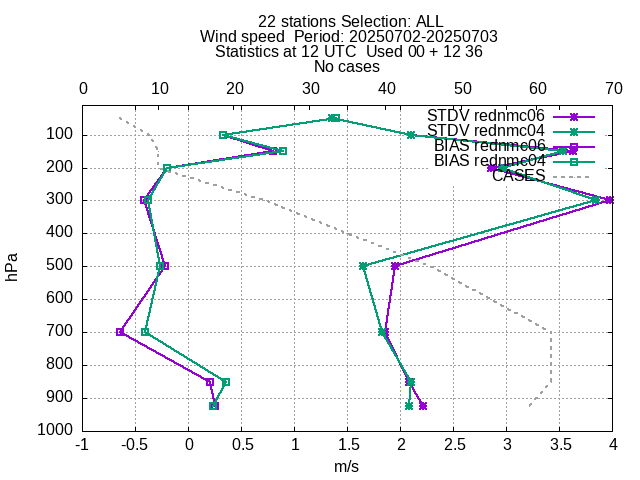 22 stations Selection: ALL
Wind speed  Period: 20250702-20250703
Statistics at 12 UTC  Used 00 + 12 36
No cases
0 10 20 30 40 50 60 70
STDV rednmc06
STDV rednmc04
BIAS rednmc06
BIAS rednmc04
CASES
100
200
300
400
500
600
700
800
900
1000
hPa
-1 -0.5 0 0.5 1 1.5 2 2.5 3 3.5 4
m/s